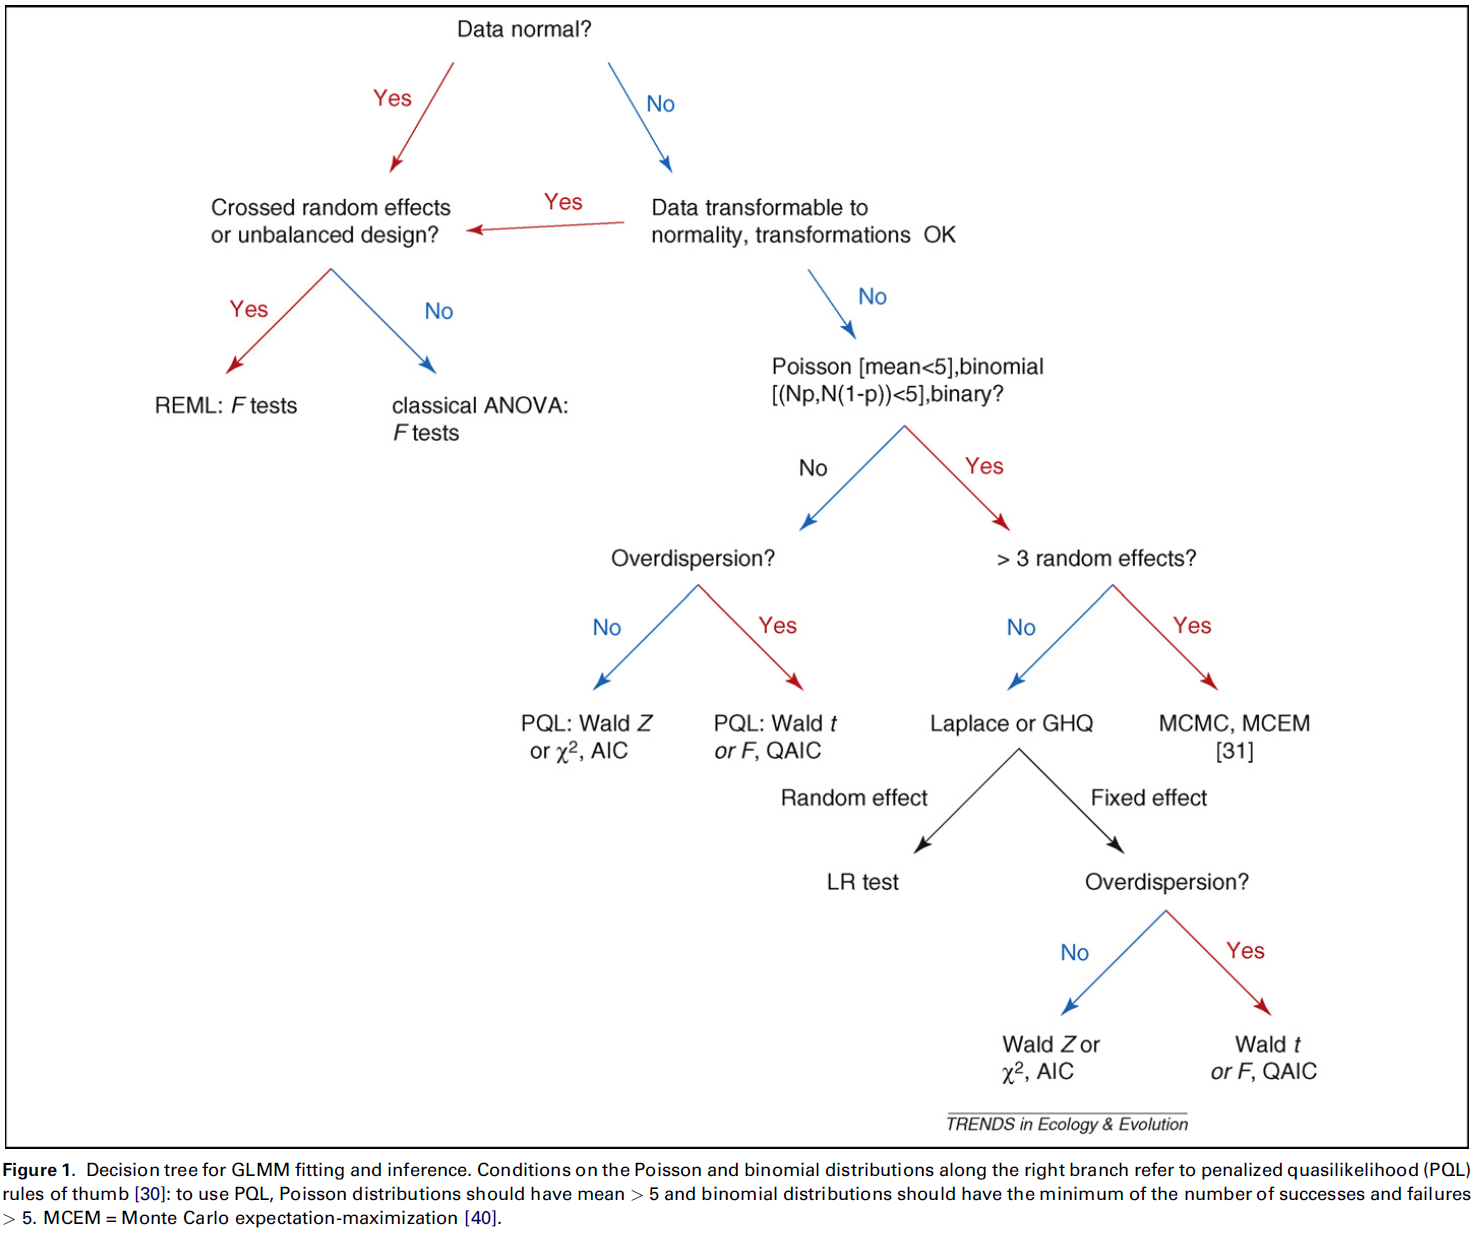 Data normal?
Yes
No
Crossed random effects
or unbalanced design?
Yes
Data transformable to
normality, transformations OK
Yes
No
No
REML: F tests
classical ANOVA:
F tests
Poisson [mean<5],binomial
[(Np,N(1-p))<5],binary?
No
Yes
Overdispersion?
> 3 random effects?
No
Yes
No
Yes
PQL: Wald Z
or χ², AIC
PQL: Wald t
or F, QAIC
Laplace or GHQ
MCMC, MCEM
[31]
Random effect
Fixed effect
LR test
Overdispersion?
No
Yes
Wald Z or
χ², AIC
Wald t
or F, QAIC
TRENDS in Ecology & Evolution
Figure 1. Decision tree for GLMM fitting and inference. Conditions on the Poisson and binomial distributions along the right branch refer to penalized quasilikelihood (PQL)
rules of thumb [30]: to use PQL, Poisson distributions should have mean > 5 and binomial distributions should have the minimum of the number of successes and failures
> 5. MCEM = Monte Carlo expectation-maximization [40].